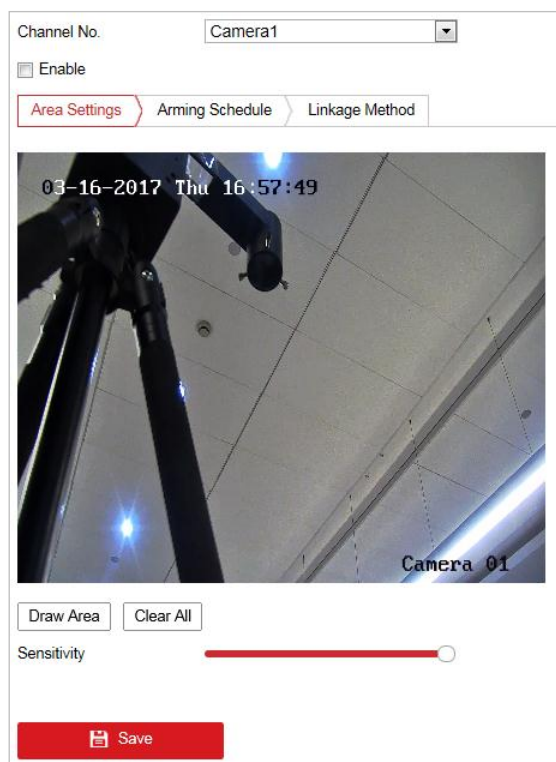 Channel No. Camera1
Enable
Area Settings Arming Schedule Linkage Method
03-16-2017 Thu 16:57:49
Camera 01
Draw Area Clear All
Sensitivity
Save